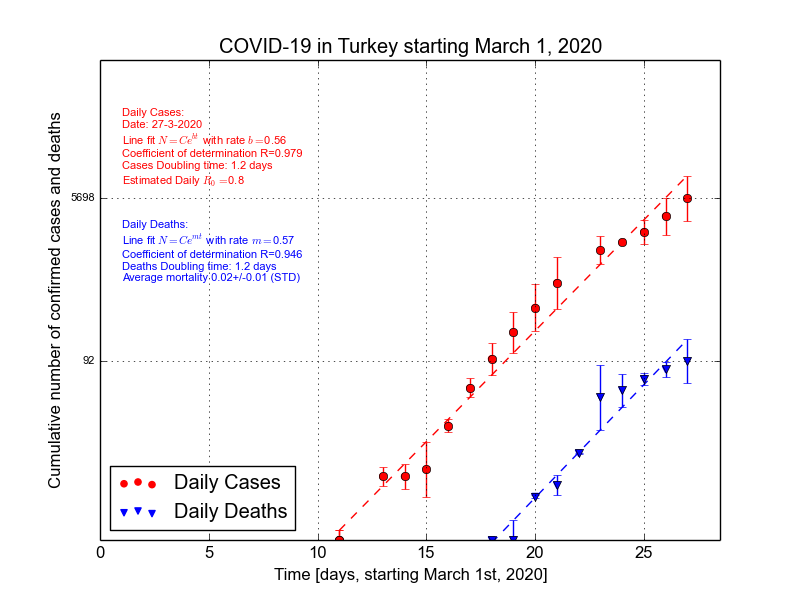 COVID-19 in Turkey starting March 1, 2020
Daily Cases:
Date: 27-3-2020
Line fit N = Ce^{bt} with rate b = 0.56
Coefficient of determination R=0.979
Cases Doubling time: 1.2 days
Estimated Daily R_0 = 0.8
5698
Daily Deaths:
Line fit N = Ce^{mt} with rate m = 0.57
Coefficient of determination R=0.946
Deaths Doubling time: 1.2 days
Average mortality 0.02+/-0.01 (STD)
92
Cumulative number of confirmed cases and deaths
Daily Cases
Daily Deaths
0 5 10 15 20 25
Time [days, starting March 1st, 2020]